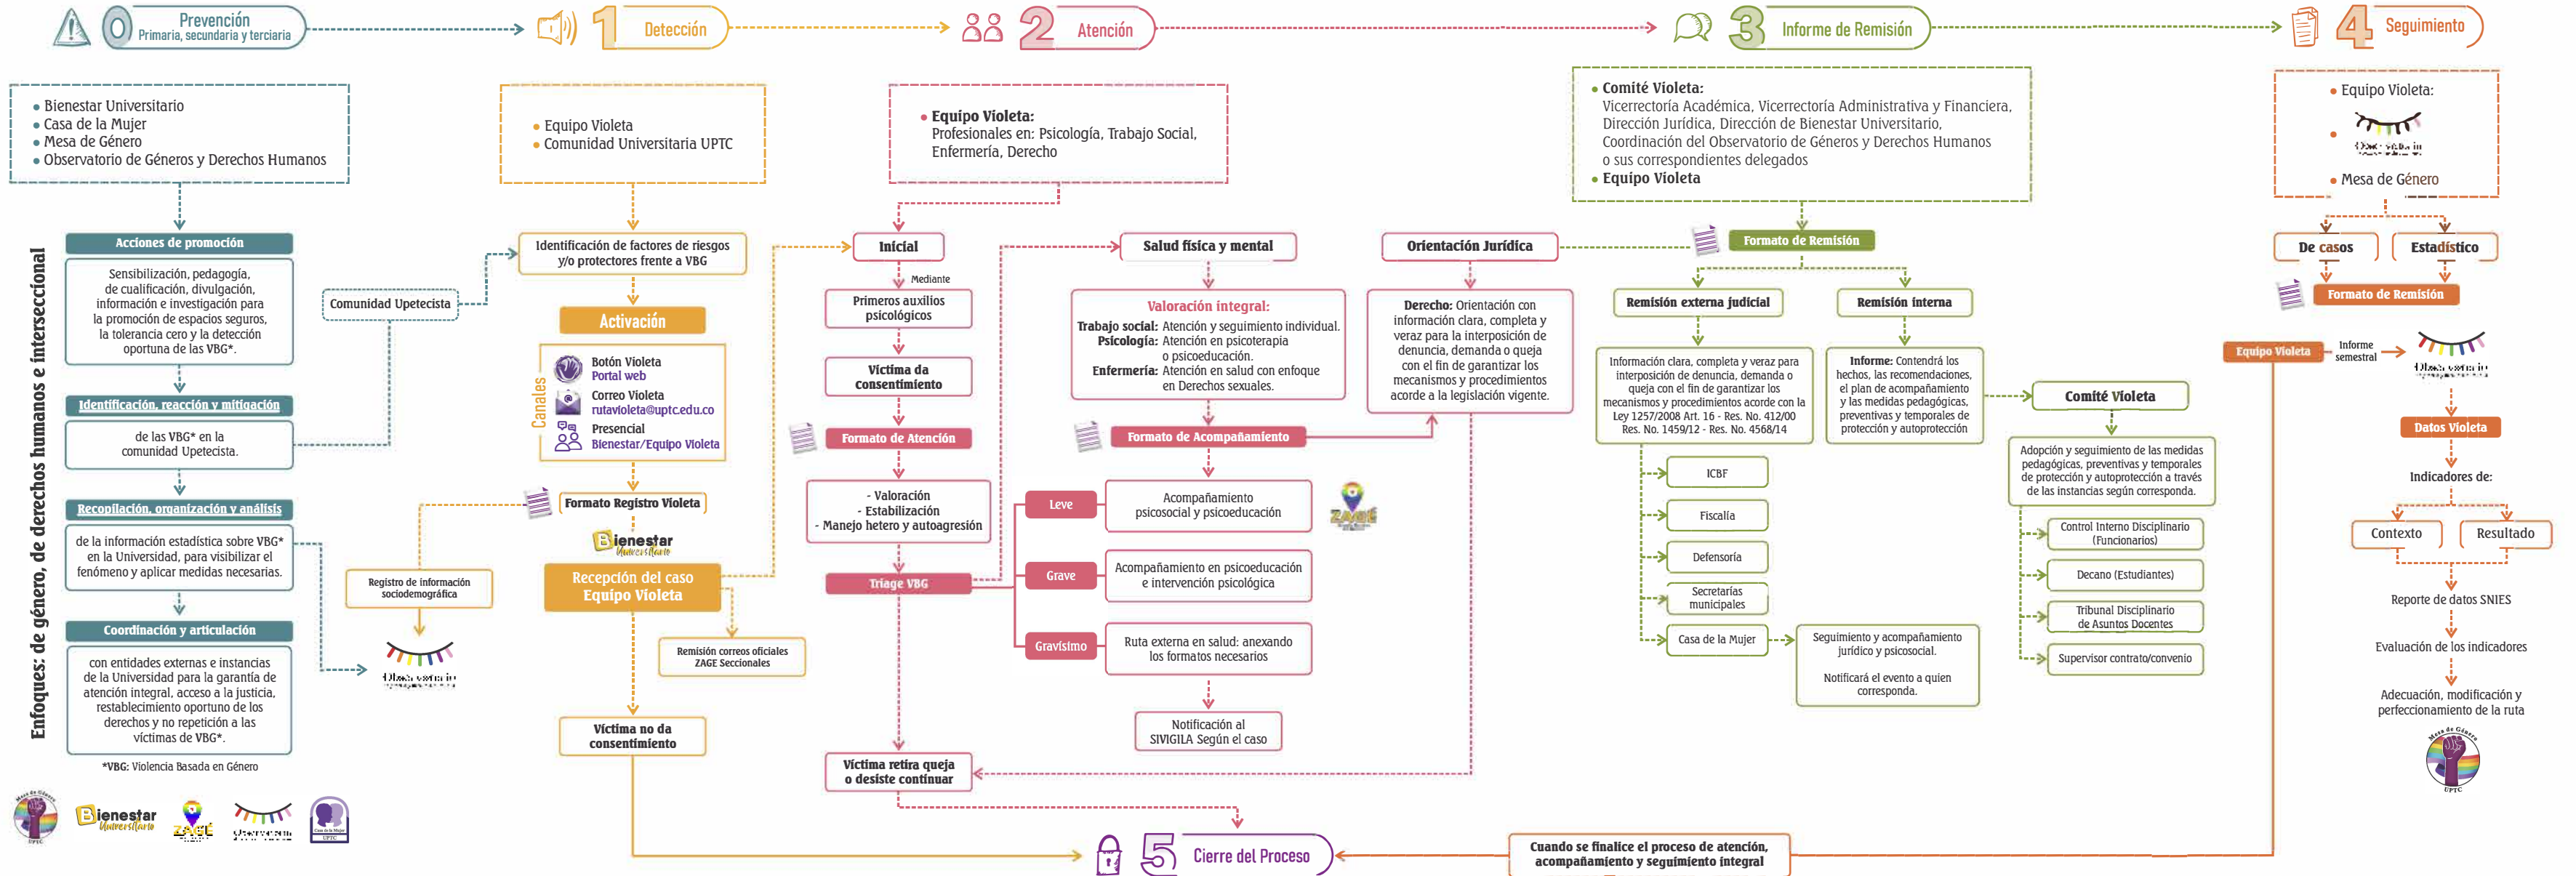 0
Prevención
Primaria, secundaria y terciaria
1
Detección
2
Atención
3
Informe de Remisión
4
Seguimiento
Enfoques: de género, de derechos humanos e interseccional
• Bienestar Universitario
• Casa de la Mujer
• Mesa de Género
• Observatorio de Géneros y Derechos Humanos
Acciones de promoción
Sensibilización, pedagogía,
de cualificación, divulgación,
información e investigación para
la promoción de espacios seguros,
la tolerancia cero y la detección
oportuna de las VBG*.
Identificación, reacción y mitigación
de las VBG* en la
comunidad Upetecista.
Recopilación, organización y análisis
de la información estadística sobre VBG*
en la Universidad, para visibilizar el
fenómeno y aplicar medidas necesarias.
Coordinación y articulación
con entidades externas e instancias
de la Universidad para la garantía de
atención integral, acceso a la justicia,
restablecimiento oportuno de los
derechos y no repetición a las
víctimas de VBG*.
*VBG: Violencia Basada en Género
Mesa de Género
UPTC
Bienestar
Universitario
ZAGÉ
Casa de la Mujer
UPTC
Comunidad Upetecista
• Equipo Violeta
• Comunidad Universitaria UPTC
Identificación de factores de riesgos
y/o protectores frente a VBG
Activación
Canales
Botón Violeta
Portal web
Correo Violeta
rutavioleta@uptc.edu.co
Presencial
Bienestar/Equipo Violeta
Formato Registro Violeta
Bienestar
Universitario
Registro de información
sociodemográfica
Recepción del caso
Equipo Violeta
Remisión correos oficiales
ZAGE Seccionales
Víctima no da
consentimiento
• Equipo Violeta:
Profesionales en: Psicología, Trabajo Social,
Enfermería, Derecho
Inicial
Mediante
Primeros auxilios
psicológicos
Víctima da
consentimiento
Formato de Atención
- Valoración
- Estabilización
- Manejo hetero y autoagresión
Triage VBG
Víctima retira queja
o desiste continuar
Salud física y mental
Valoración integral:
Trabajo social: Atención y seguimiento individual.
Psicología: Atención en psicoterapia
o psicoeducación.
Enfermería: Atención en salud con enfoque
en Derechos sexuales.
Formato de Acompañamiento
Leve
Acompañamiento
psicosocial y psicoeducación
ZAGÉ
Grave
Acompañamiento en psicoeducación
e intervención psicológica
Gravísimo
Ruta externa en salud: anexando
los formatos necesarios
Notificación al
SIVIGILA Según el caso
Orientación Jurídica
Derecho: Orientación con
información clara, completa y
veraz para la interposición de
denuncia, demanda o queja
con el fin de garantizar los
mecanismos y procedimientos
acorde a la legislación vigente.
• Comité Violeta:
Vicerrectoría Académica, Vicerrectoría Administrativa y Financiera,
Dirección Jurídica, Dirección de Bienestar Universitario,
Coordinación del Observatorio de Géneros y Derechos Humanos
o sus correspondientes delegados
• Equipo Violeta
Formato de Remisión
Remisión externa judicial
Información clara, completa y veraz para
interposición de denuncia, demanda o
queja con el fin de garantizar los
mecanismos y procedimientos acorde con la
Ley 1257/2008 Art. 16 - Res. No. 412/00
Res. No. 1459/12 - Res. No. 4568/14
ICBF
Fiscalía
Defensoría
Secretarías
municipales
Casa de la Mujer
Seguimiento y acompañamiento
jurídico y psicosocial.
Notificará el evento a quien
corresponda.
Remisión interna
Informe: Contendrá los
hechos, las recomendaciones,
el plan de acompañamiento
y las medidas pedagógicas,
preventivas y temporales de
protección y autoprotección
Comité Violeta
Adopción y seguimiento de las medidas
pedagógicas, preventivas y temporales
de protección y autoprotección a través
de las instancias según corresponda.
Control Interno Disciplinario
(Funcionarios)
Decano (Estudiantes)
Tribunal Disciplinario
de Asuntos Docentes
Supervisor contrato/convenio
• Equipo Violeta:
• Mesa de Género
De casos
Estadístico
Formato de Remisión
Equipo Violeta
Informe
semestral
Datos Violeta
Indicadores de:
Contexto
Resultado
Reporte de datos SNIES
Evaluación de los indicadores
Adecuación, modificación y
perfeccionamiento de la ruta
Mesa de Género
UPTC
5
Cierre del Proceso
Cuando se finalice el proceso de atención,
acompañamiento y seguimiento integral